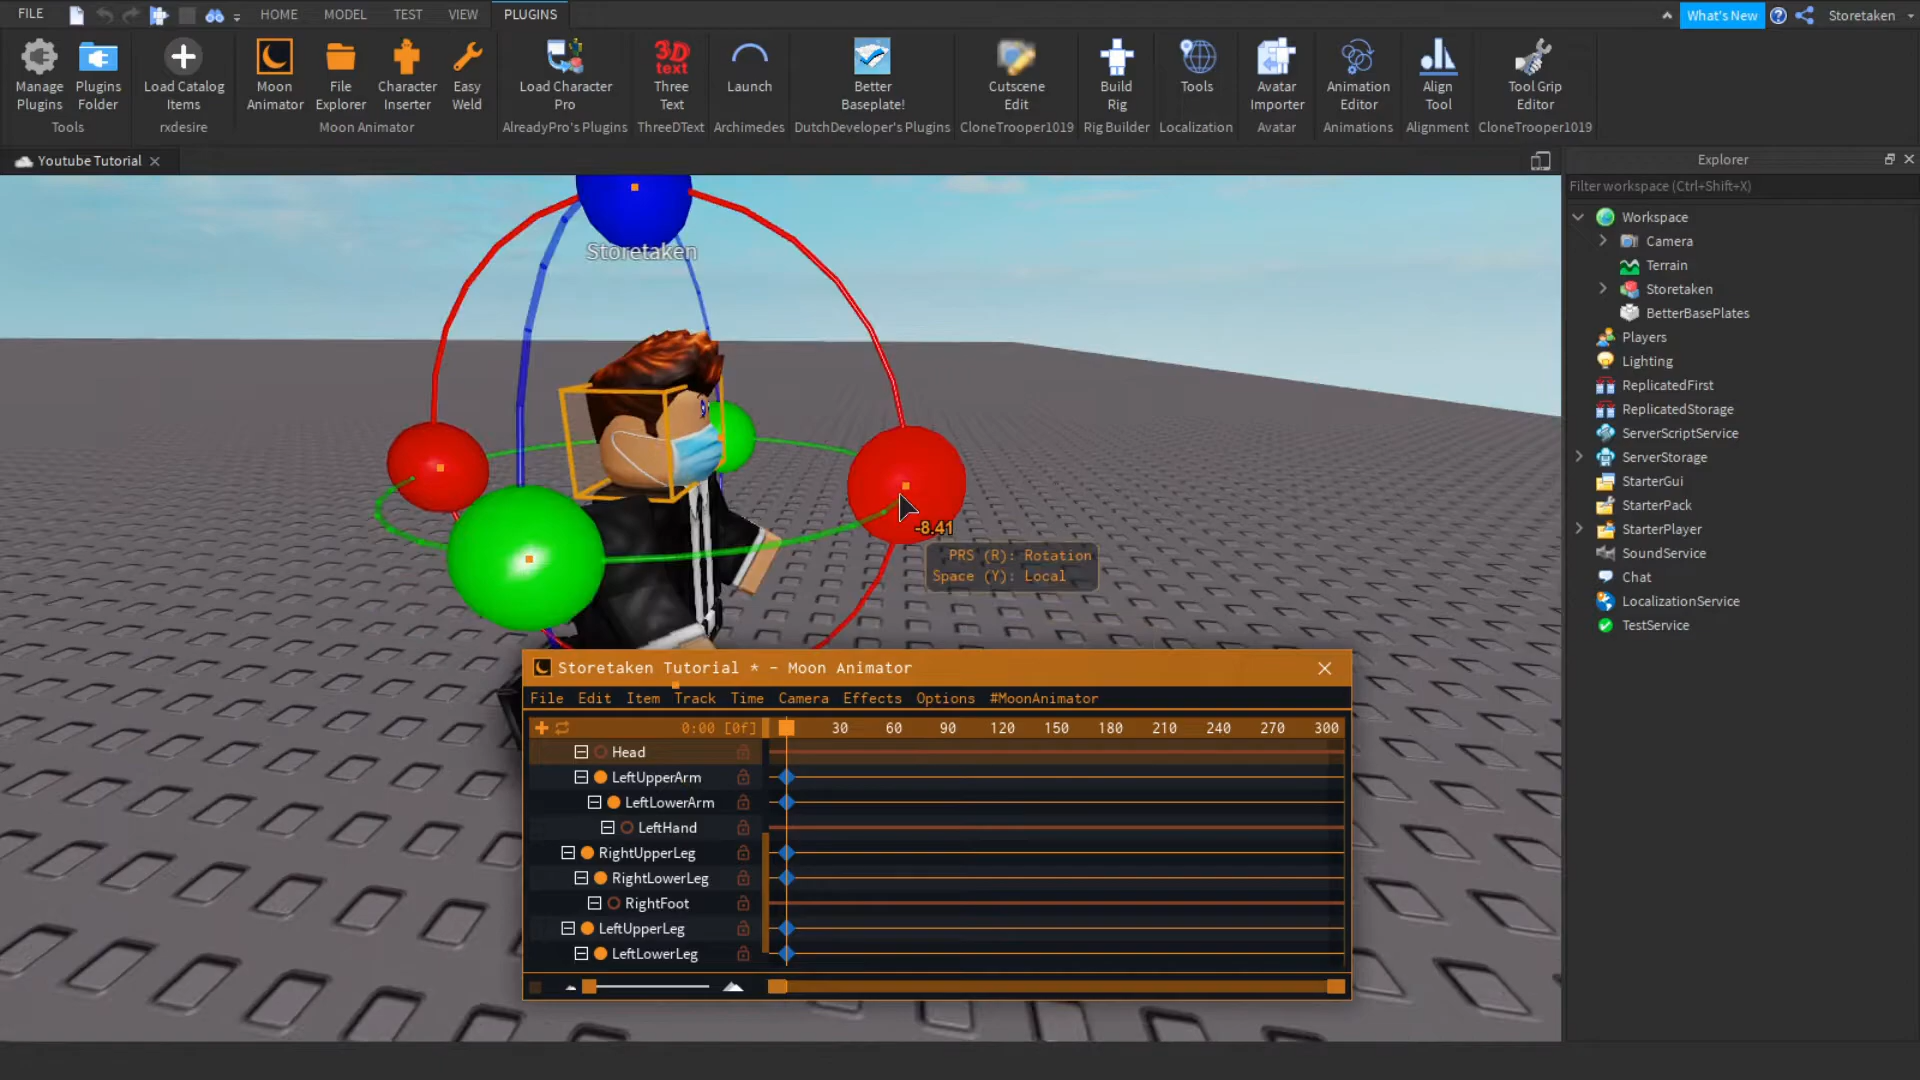 FILE
HOME
MODEL
TEST
VIEW
PLUGINS
What's New
Storetaken
Manage Plugins
Plugins Folder
Load Catalog Items
Moon Animator
File Explorer
Character Inserter
Easy Weld
Load Character Pro
3D text
Three Text
Launch
Better Baseplate!
Cutscene Edit
Build Rig
Tools
Avatar Importer
Animation Editor
Align Tool
Tool Grip Editor
Tools
rxdesire
Moon Animator
AlreadyPro's Plugins
ThreeDText
Archimedes
DutchDeveloper's Plugins
CloneTrooper1019
Rig Builder
Localization
Avatar
Animations
Alignment
CloneTrooper1019
Youtube Tutorial
Storetaken
-8.41
PRS (R): Rotation
Space (Y): Local
Storetaken Tutorial * - Moon Animator
File Edit Item Track Time Camera Effects Options #MoonAnimator
0:00 [0f] 30 60 90 120 150 180 210 240 270 300
Head
LeftUpperArm
LeftLowerArm
LeftHand
RightUpperLeg
RightLowerLeg
RightFoot
LeftUpperLeg
LeftLowerLeg
Explorer
Filter workspace (Ctrl+Shift+X)
Workspace
Camera
Terrain
Storetaken
BetterBasePlates
Players
Lighting
ReplicatedFirst
ReplicatedStorage
ServerScriptService
ServerStorage
StarterGui
StarterPack
StarterPlayer
SoundService
Chat
LocalizationService
TestService